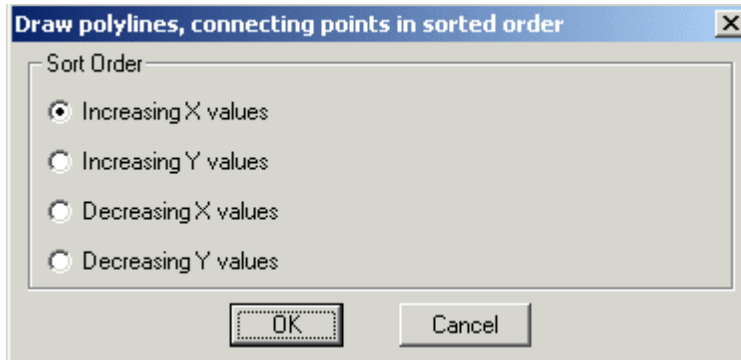 Draw polylines, connecting points in sorted order
Sort Order
Increasing X values
Increasing Y values
Decreasing X values
Decreasing Y values
OK
Cancel